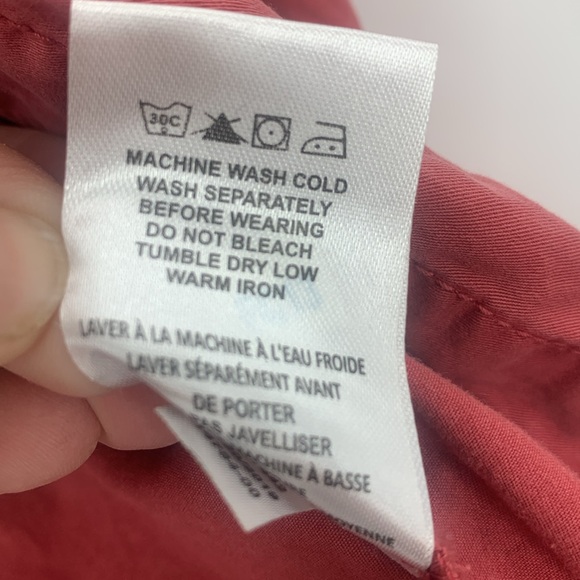 30C
MACHINE WASH COLD
WASH SEPARATELY
BEFORE WEARING
DO NOT BLEACH
TUMBLE DRY LOW
WARM IRON
LAVER À LA MACHINE À L'EAU FROIDE
LAVER SÉPARÉMENT AVANT
DE PORTER
JAVELLISER
À BASSE